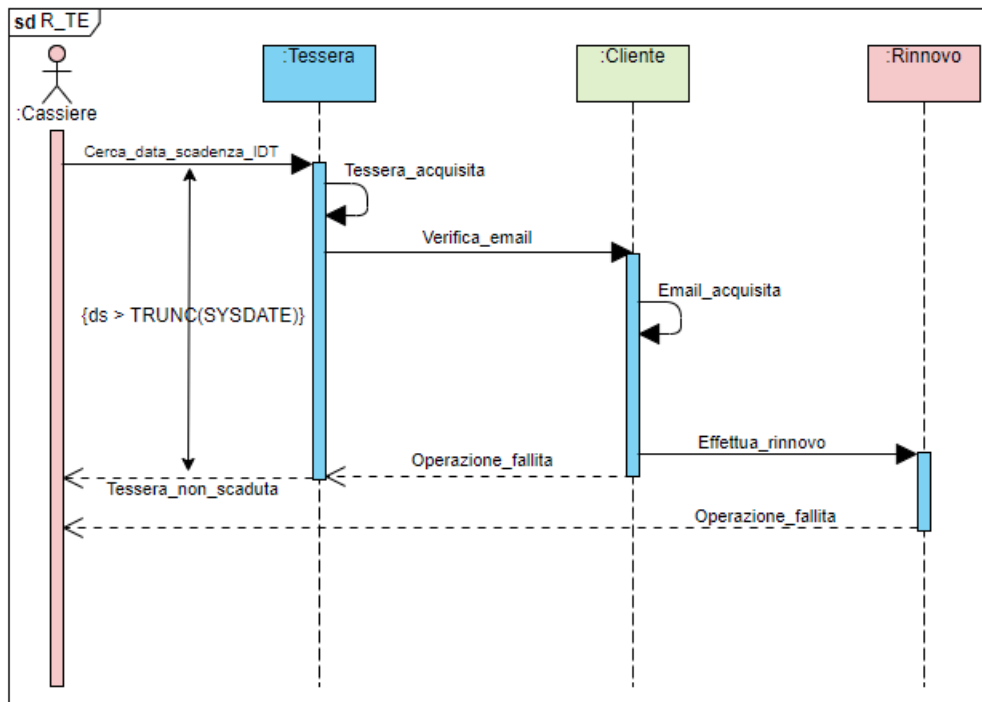 sd R_TE
:Cassiere
:Tessera
:Cliente
:Rinnovo
Cerca_data_scadenza_IDT
Tessera_acquisita
Verifica_email
Email_acquisita
{ds > TRUNC(SYSDATE)}
Effettua_rinnovo
Operazione_fallita
Tessera_non_scaduta
Operazione_fallita